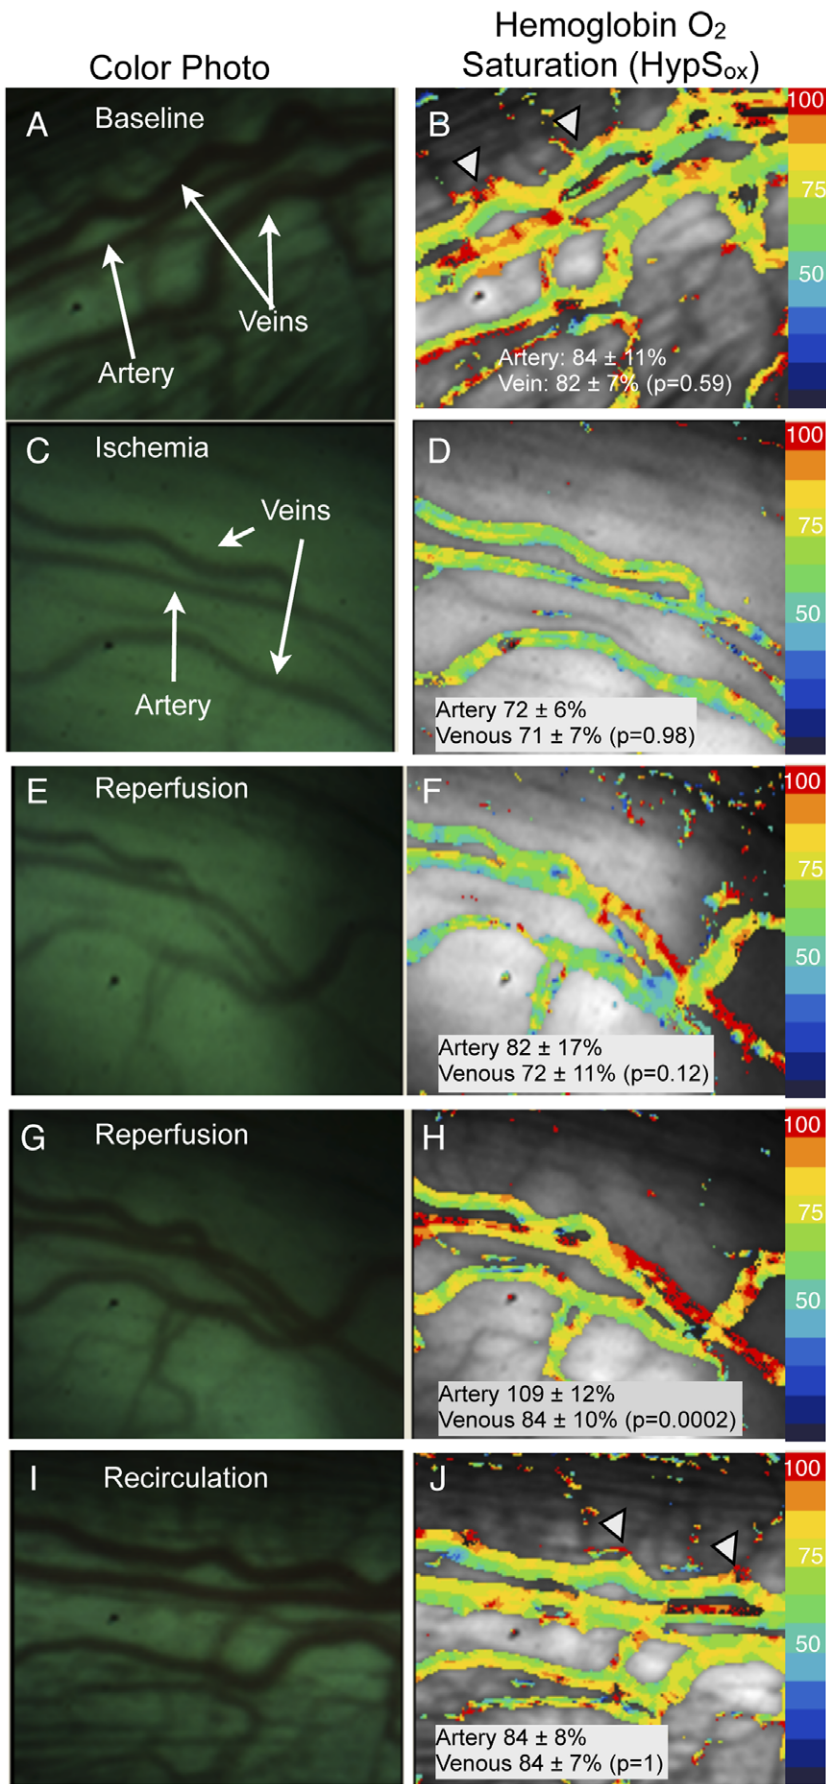 Color Photo
Hemoglobin O₂
Saturation (HypSₒₓ)
A Baseline
Artery
Veins
B
Artery: 84 ± 11%
Vein: 82 ± 7% (p=0.59)
100
75
50
C Ischemia
Veins
Artery
D
Artery 72 ± 6%
Venous 71 ± 7% (p=0.98)
100
75
50
E Reperfusion
F
Artery 82 ± 17%
Venous 72 ± 11% (p=0.12)
100
75
50
G Reperfusion
H
Artery 109 ± 12%
Venous 84 ± 10% (p=0.0002)
100
75
50
I Recirculation
J
Artery 84 ± 8%
Venous 84 ± 7% (p=1)
100
75
50